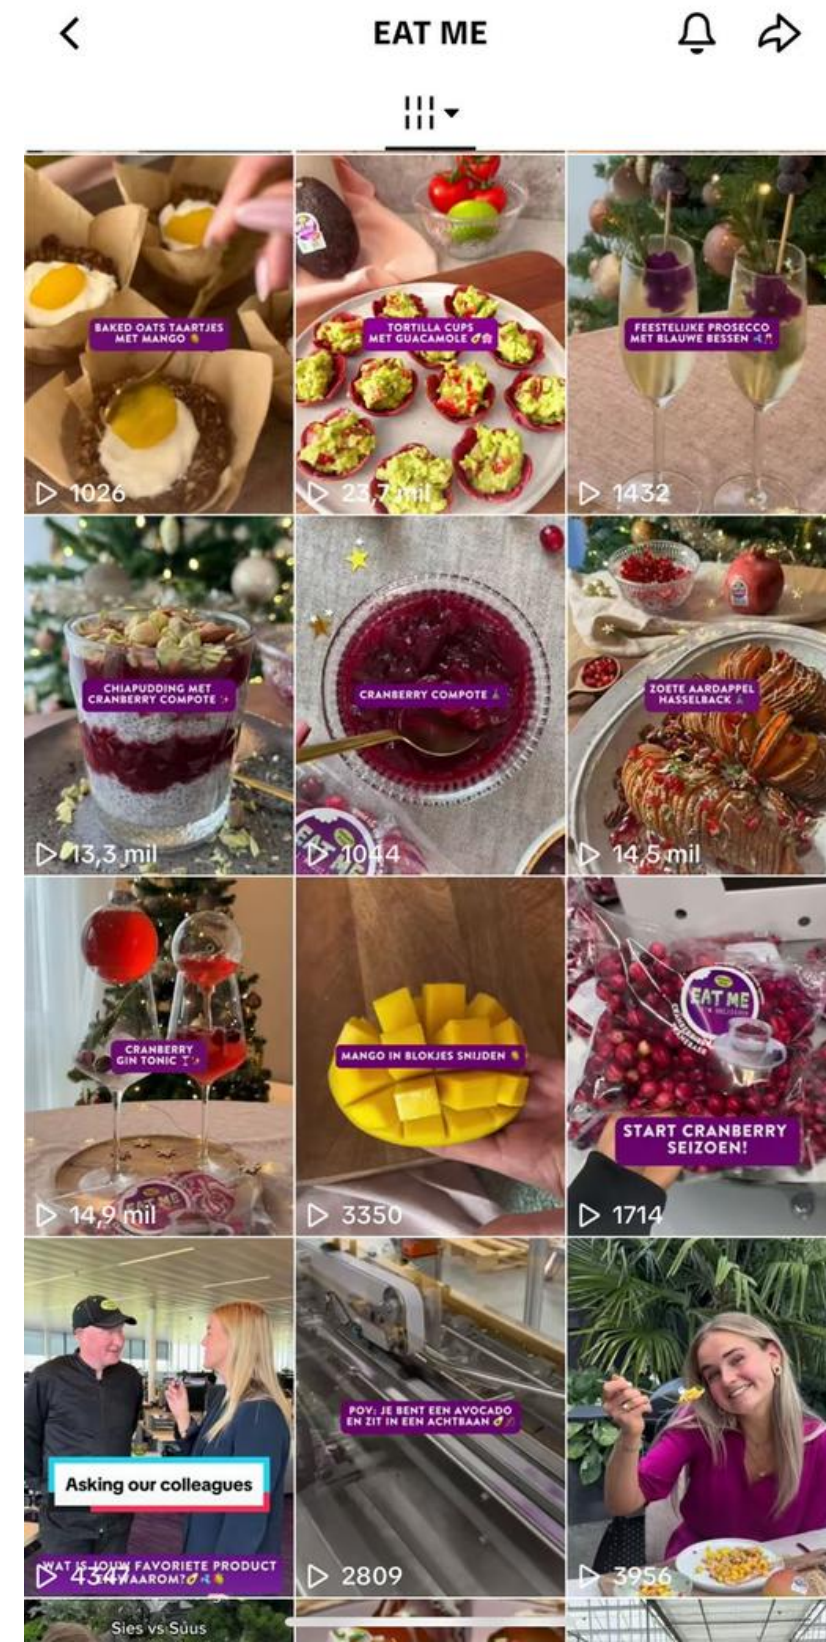 EAT ME
BAKED OATS TAARTJES
MET MANGO
1026
TORTILLA CUPS
MET GUACAMOLE
23,7 mil
FEESTELIJKE PROSECCO
MET BLAUWE BESSEN
1432
CHIAPUDDING MET
CRANBERRY COMPOTE
13,3 mil
CRANBERRY COMPOTE
EAT ME
1044
ZOETE AARDAPPEL
HASSELBACK
14,5 mil
CRANBERRY
GIN TONIC
EAT ME
14,9 mil
MANGO IN BLOKJES SNIJDEN
3350
EAT ME
START CRANBERRY
SEIZOEN!
1714
Asking our colleagues
WAT IS JOUW FAVORIETE PRODUCT
EN WAAROM?
4347
POV: JE BENT EEN AVOCADO
EN ZIT IN EEN ACHTBAAN
2809
3956
Sies vs Suus